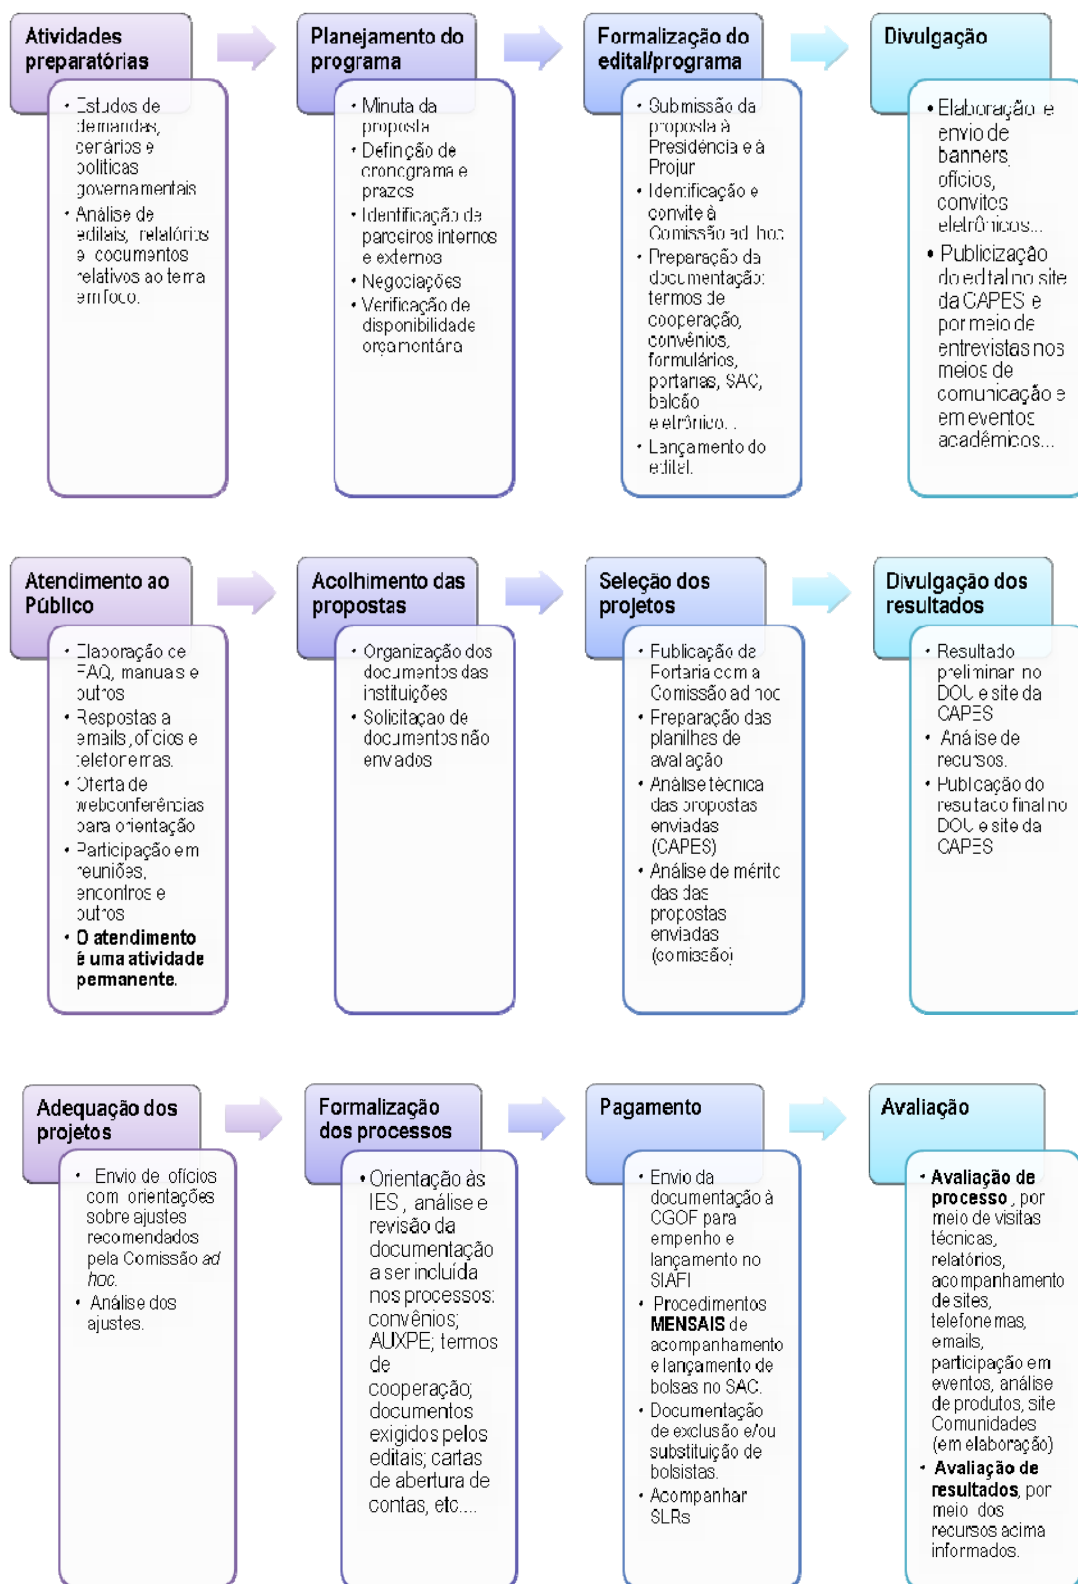 Atividades
preparatórias
• Estudos de
demandas,
cenários e
políticas
governamentais
• Análise de
editais, relatórios
e documentos
relativos ao tema
em foco.
Planejamento do
programa
• Minuta da
proposta
• Definição de
cronograma e
prazos
• Identificação de
parceiros internos
e externos
• Negociações
• Verificação de
disponibilidade
orçamentária
Formalização do
edital/programa
• Submissão da
proposta à
Presidência e à
Projur
• Identificação e
convite à
Comissão ad hoc
• Preparação da
documentação:
termos de
cooperação,
convênios,
formulários,
portarias, SAC,
balcão
eletrônico...
• Lançamento do
edital.
Divulgação
• Elaboração e
envio de
banners,
ofícios,
convites
eletrônicos...
• Publicização
do edital no site
da CAPES e
por meio de
entrevistas nos
meios de
comunicação e
em eventos
acadêmicos...
Atendimento ao
Público
• Elaboração de
FAQ, manuais e
outros
• Respostas a
emails, ofícios e
telefonemas.
• Oferta de
webconferências
para orientação
• Participação em
reuniões,
encontros e
outros
• O atendimento
é uma atividade
permanente.
Acolhimento das
propostas
• Organização dos
documentos das
instituições
• Solicitação de
documentos não
enviados
Seleção dos
projetos
• Publicação da
Portaria com a
Comissão ad hoc
• Preparação das
planilhas de
avaliação
• Análise técnica
das propostas
enviadas
(CAPES)
• Análise de mérito
das das
propostas
enviadas
(comissão)
Divulgação dos
resultados
• Resultado
preliminar no
DOU e site da
CAPES
• Análise de
recursos.
• Publicação do
resultado final no
DOU e site da
CAPES
Adequação dos
projetos
• Envio de ofícios
com orientações
sobre ajustes
recomendados
pela Comissão ad
hoc.
• Análise dos
ajustes.
Formalização
dos processos
• Orientação às
IES, análise e
revisão da
documentação
a ser incluída
nos processos:
convênios;
AUXPE; termos
de
cooperação;
documentos
exigidos pelos
editais; cartas
de abertura de
contas, etc....
Pagamento
• Envio da
documentação à
CGOF para
empenho e
lançamento no
SIAFI
• Procedimentos
MENSAIS de
acompanhamento
e lançamento de
bolsas no SAC.
• Documentação
de exclusão e/ou
substituição de
bolsistas.
• Acompanhar
SLRs
Avaliação
• Avaliação de
processo, por
meio de visitas
técnicas,
relatórios,
acompanhamento
de sites,
telefonemas,
emails,
participação em
eventos, análise
de produtos, site
Comunidades
(em elaboração)
• Avaliação de
resultados, por
meio dos
recursos acima
informados.